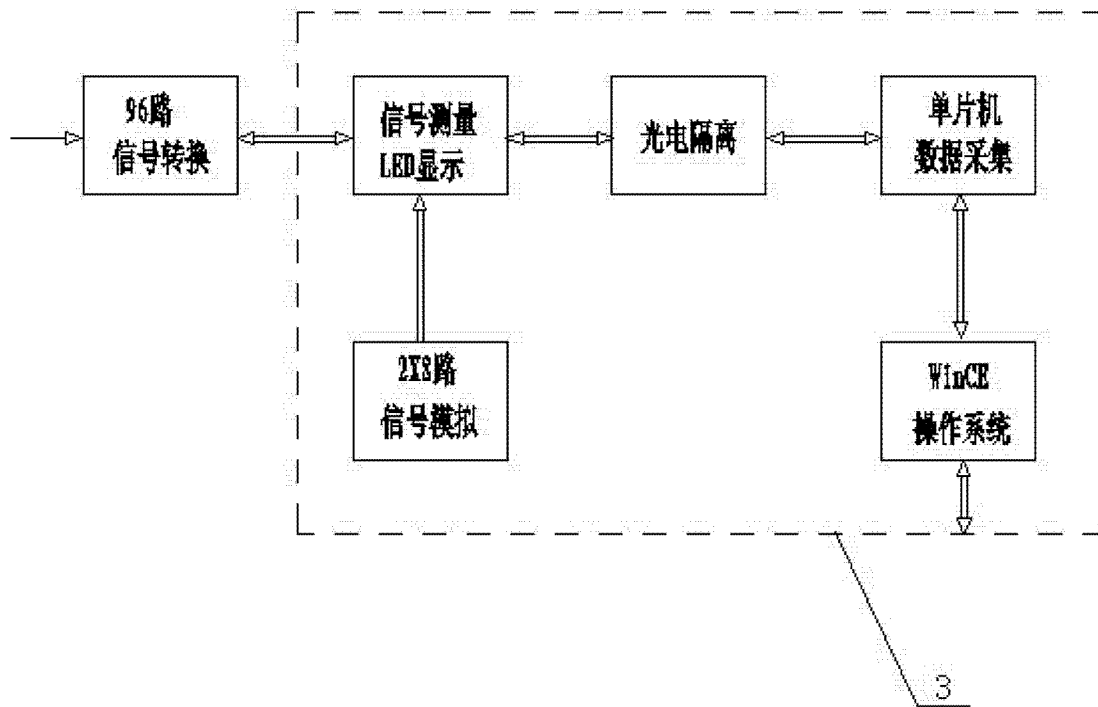 96路
信号转换
信号测量
LED显示
光电隔离
单片机
数据采集
2X8路
信号模拟
WinCE
操作系统
3